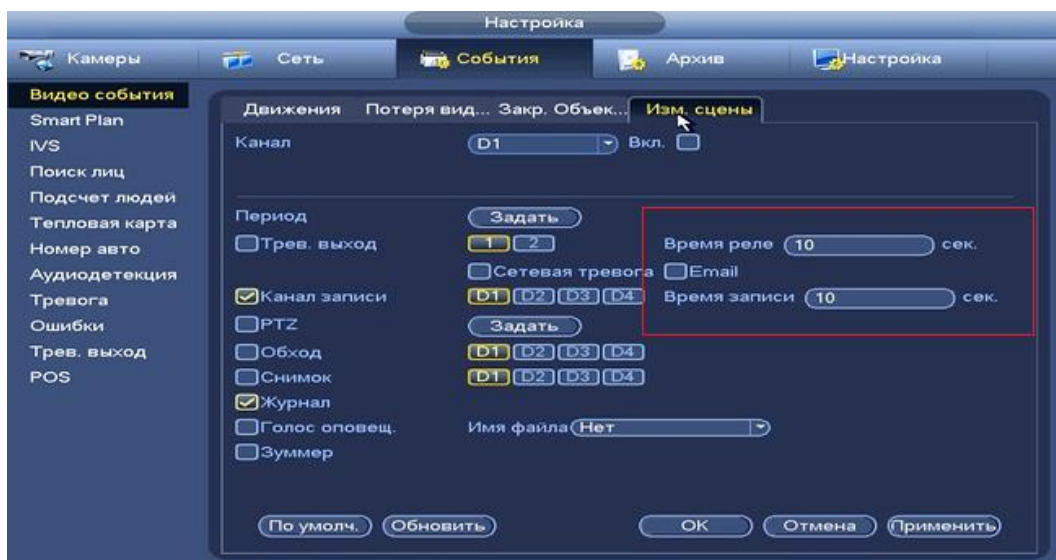 Настройка
Камеры Сеть События Архив Настройка
Видео события
Smart Plan
IVS
Поиск лиц
Подсчет людей
Тепловая карта
Номер авто
Аудиодетекция
Тревога
Ошибки
Трев. выход
POS
Движения Потеря вид... Закр. Объек... Изм. сцены
Канал D1 Вкл.
Период Задать
Трев. выход 1 2 Время реле 10 сек.
Сетевая тревога Email
Канал записи D1 D2 D3 D4 Время записи 10 сек.
PTZ Задать
Обход D1 D2 D3 D4
Снимок D1 D2 D3 D4
Журнал
Голос оповещ. Имя файла Нет
Зуммер
По умолч. Обновить OK Отмена Применить